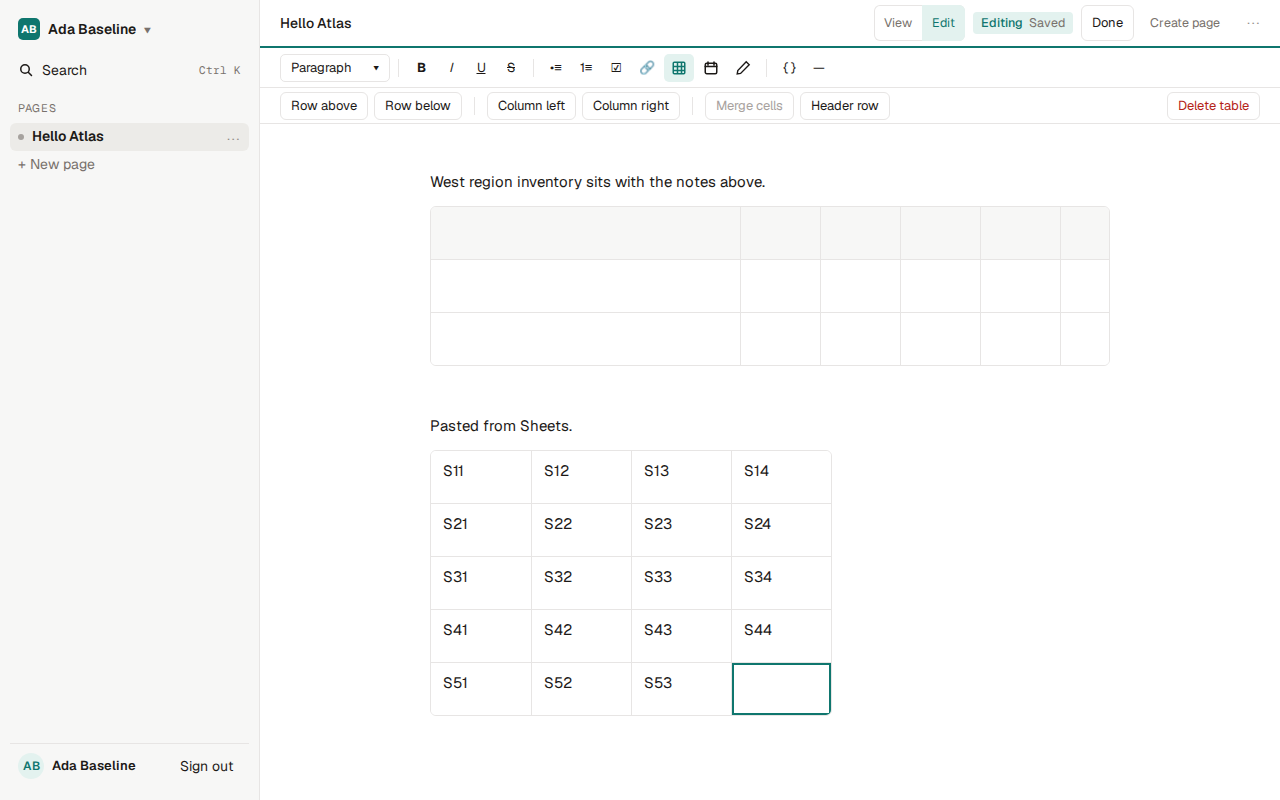 AB Ada Baseline ▾
Search Ctrl K
PAGES
Hello Atlas ...
+ New page
AB Ada Baseline Sign out
Hello Atlas View Edit Editing Saved Done Create page ...
Paragraph ▾ B I U S •≡ 1≡ ☑ 🔗 { } —
Row above Row below Column left Column right Merge cells Header row Delete table
West region inventory sits with the notes above.
Pasted from Sheets.
S11 S12 S13 S14
S21 S22 S23 S24
S31 S32 S33 S34
S41 S42 S43 S44
S51 S52 S53